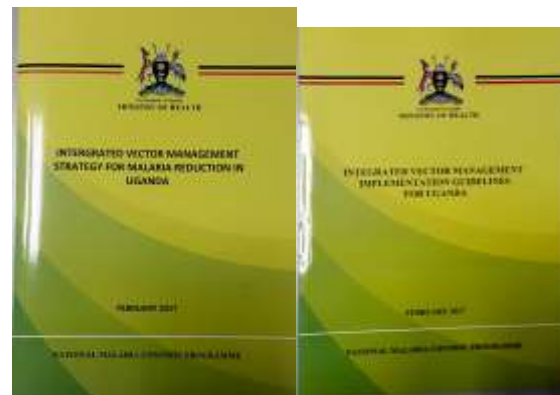 MINISTRY OF HEALTH
INTERGRATED VECTOR MANAGEMENT
STRATEGY FOR MALARIA REDUCTION IN
UGANDA
FEBRUARY 2017
NATIONAL MALARIA CONTROL PROGRAMME
MINISTRY OF HEALTH
INTEGRATED VECTOR MANAGEMENT
IMPLEMENTATION GUIDELINES
FOR UGANDA
FEBRUARY 2017
NATIONAL MALARIA CONTROL PROGRAMME